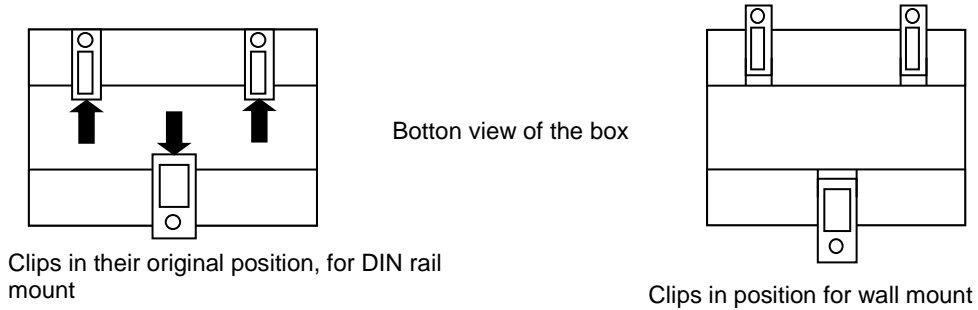 Botton view of the box
Clips in their original position, for DIN rail
mount
Clips in position for wall mount